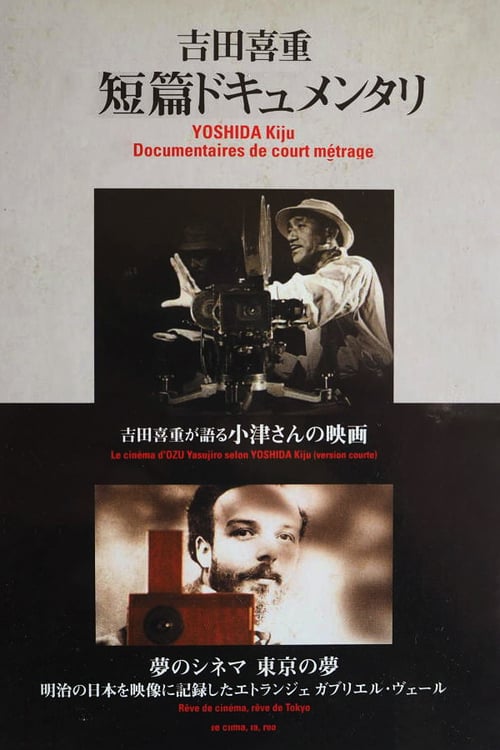 吉田喜重
短篇ドキュメンタリ
YOSHIDA Kiju
Documentaires de court métrage
吉田喜重が語る小津さんの映画
Le cinéma d'OZU Yasujiro selon YOSHIDA Kiju (version courte)
夢のシネマ 東京の夢
明治の日本を映像に記録したエトランジェ ガブリエル・ヴェール
Rêve de cinéma, rêve de Tokyo